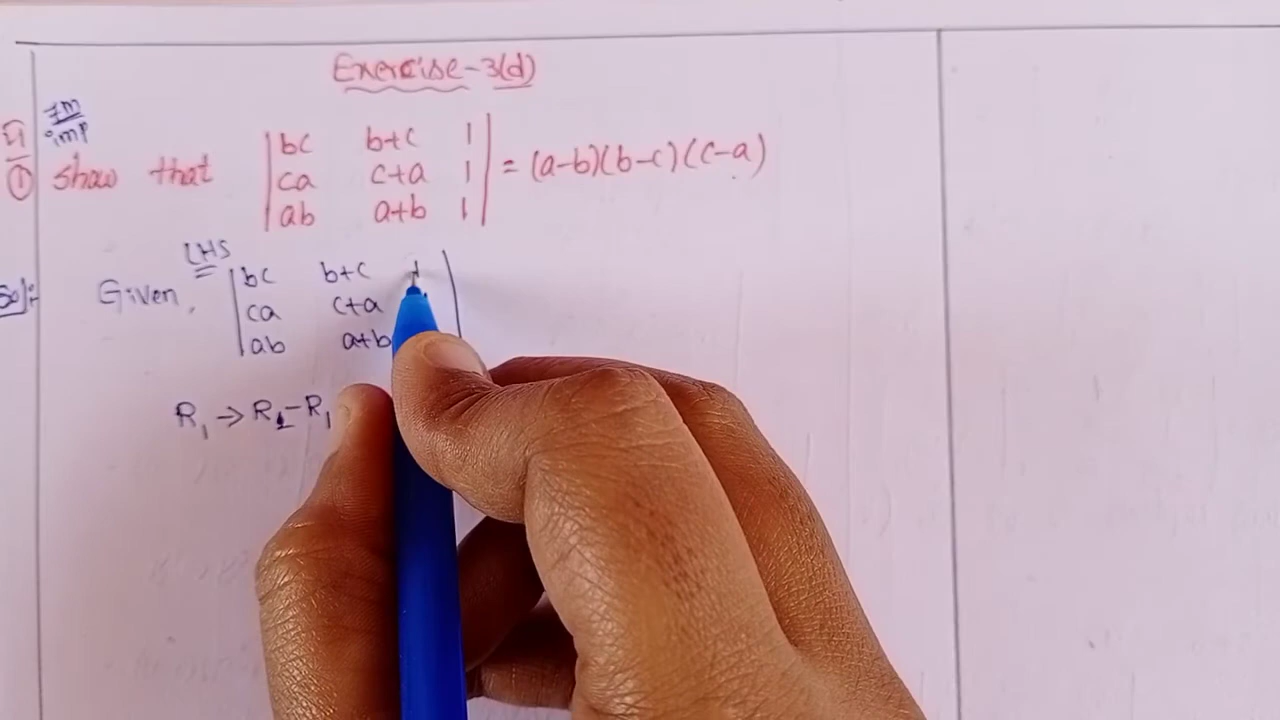 Exercise-3(d)
7m
imp
① show that | bc b+c 1 | = (a-b)(b-c)(c-a)
| ca c+a 1 |
| ab a+b 1 |
LHS
Sol:- Given, | bc b+c 1 |
| ca c+a |
| ab a+b |
R₁ → R₂-R₁